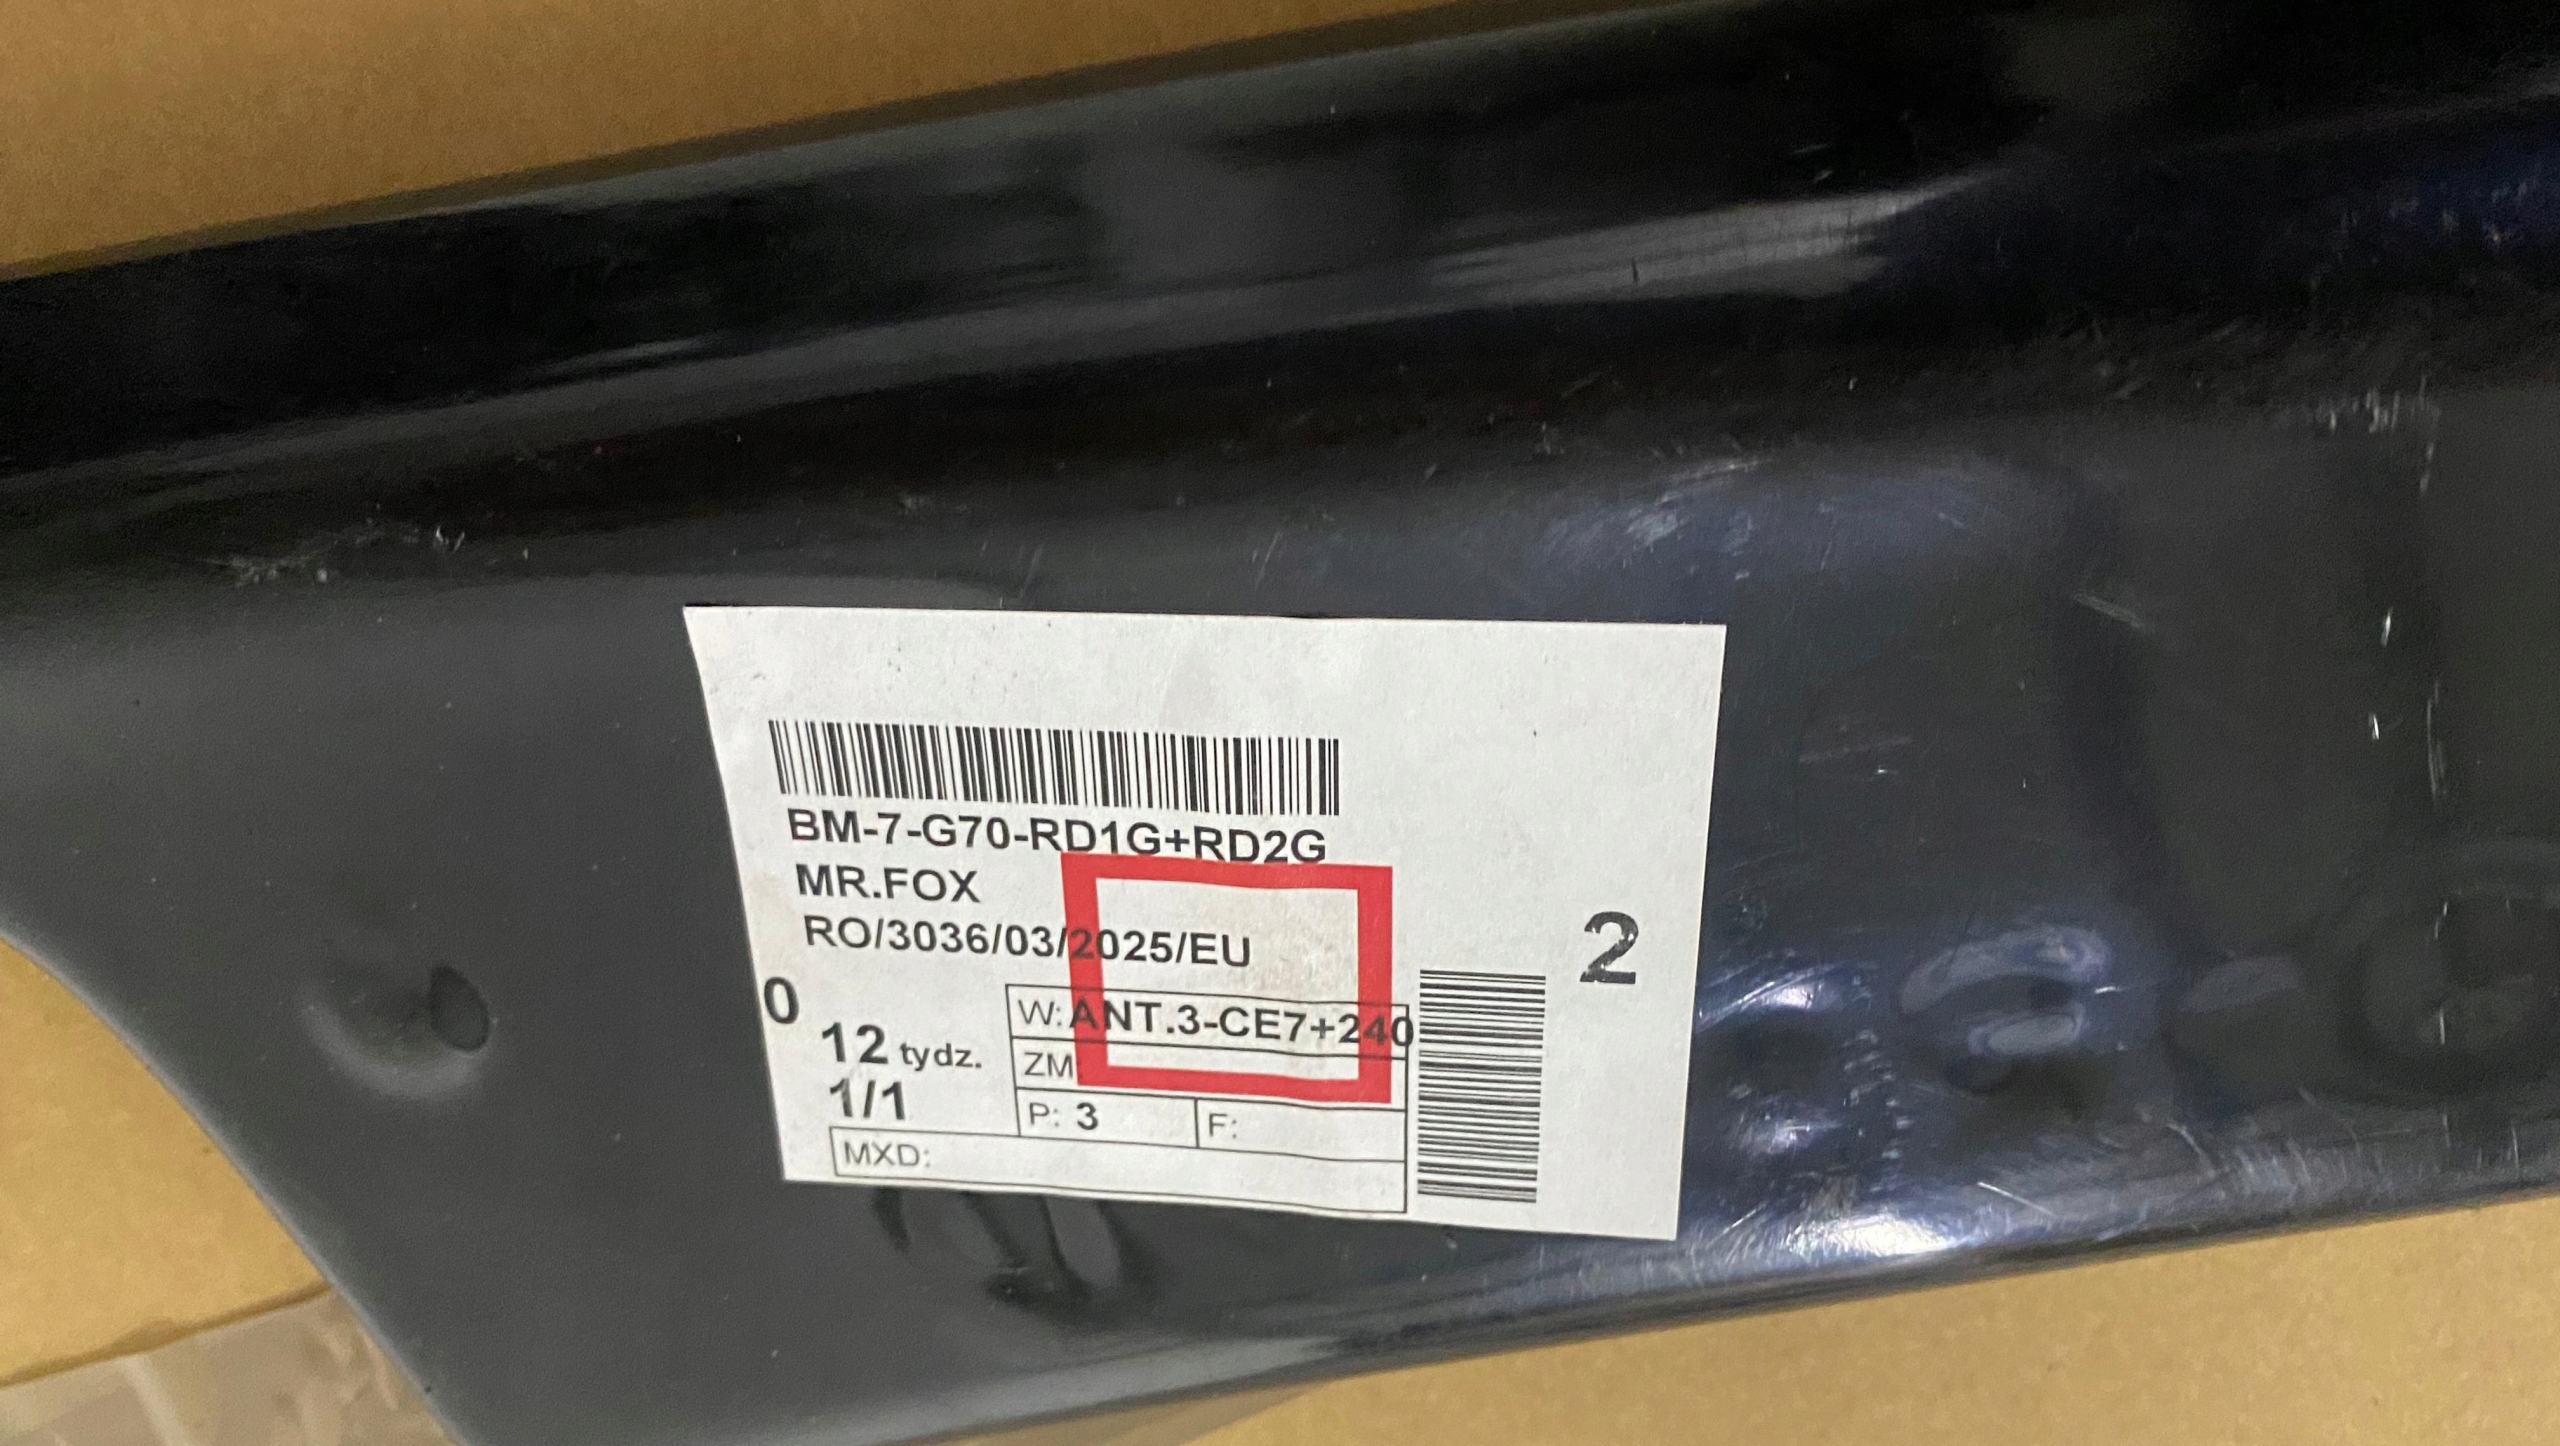 BM-7-G70-RD1G+RD2G
MR.FOX
RO/3036/03/2025/EU
2
0
12 tydz.
1/1
W: ANT.3-CE7+240
ZM:
P: 3
F:
MXD: